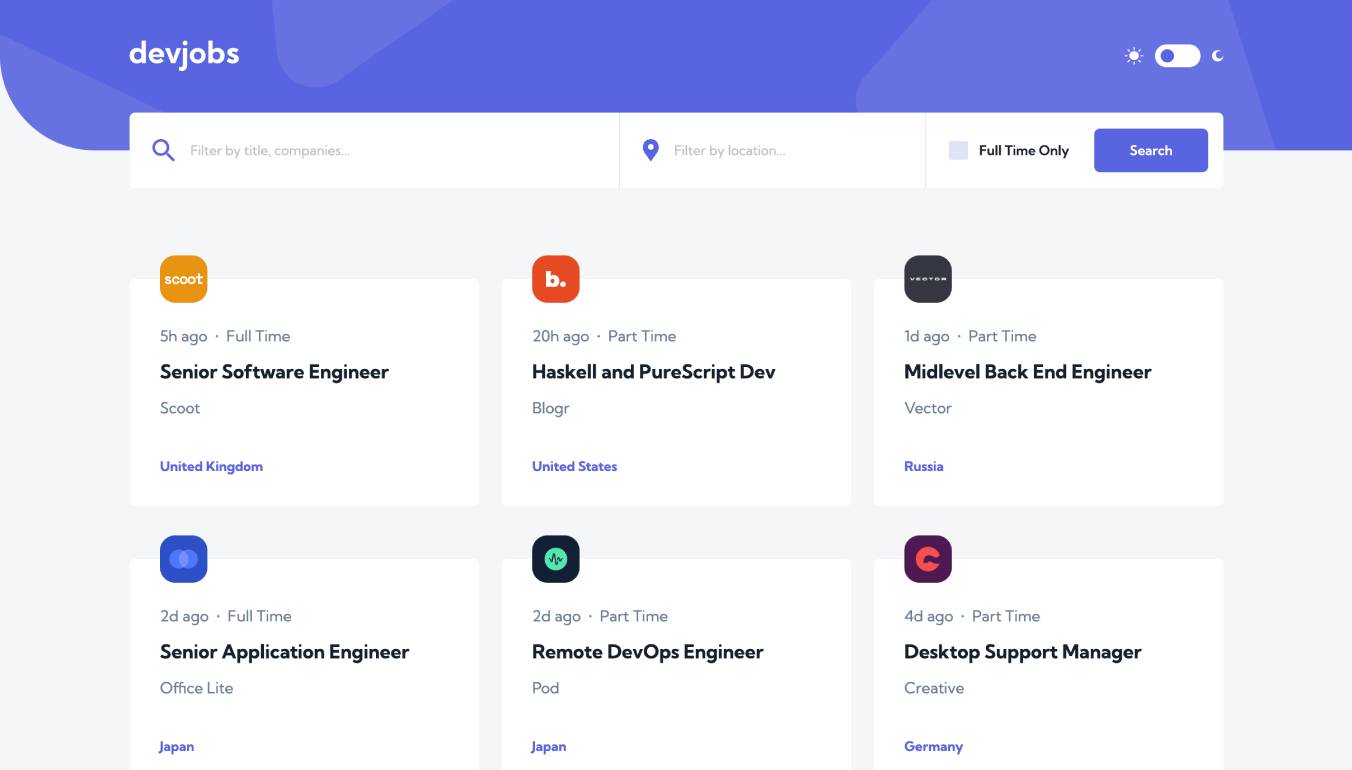 devjobs
Filter by title, companies...
Filter by location...
Full Time Only
Search
scoot
b.
VECTOR
5h ago · Full Time
Senior Software Engineer
Scoot
United Kingdom
20h ago · Part Time
Haskell and PureScript Dev
Blogr
United States
1d ago · Part Time
Midlevel Back End Engineer
Vector
Russia
2d ago · Full Time
Senior Application Engineer
Office Lite
Japan
2d ago · Part Time
Remote DevOps Engineer
Pod
Japan
4d ago · Part Time
Desktop Support Manager
Creative
Germany